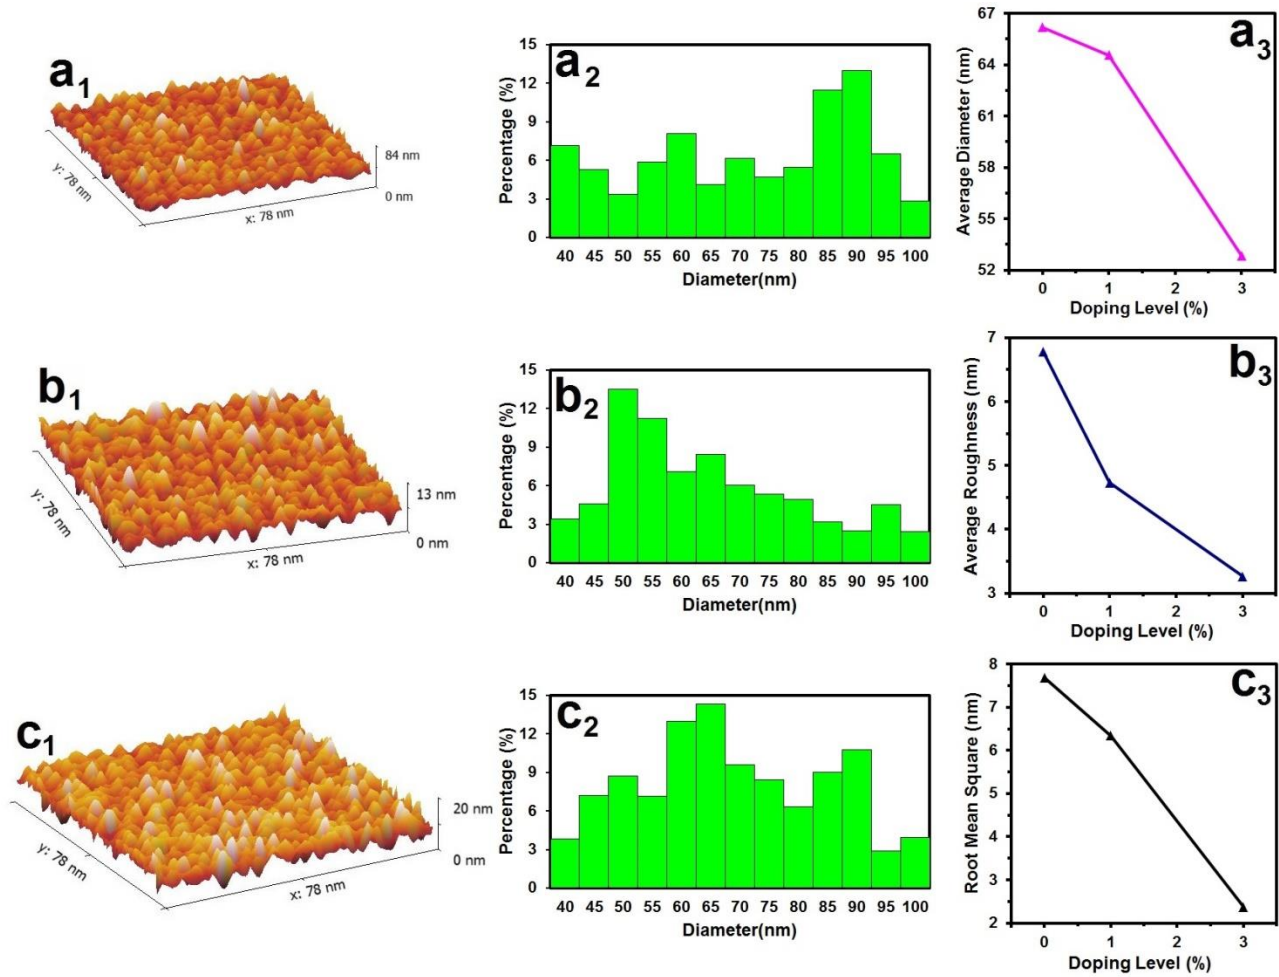 a1
84 nm
0 nm
y: 78 nm
x: 78 nm
a2
Percentage (%)
15
12
9
6
3
0
40 45 50 55 60 65 70 75 80 85 90 95 100
Diameter(nm)
a3
Average Diameter (nm)
67
64
61
58
55
52
0 1 2 3
Doping Level (%)
b1
13 nm
0 nm
y: 78 nm
x: 78 nm
b2
Percentage (%)
15
12
9
6
3
0
40 45 50 55 60 65 70 75 80 85 90 95 100
Diameter(nm)
b3
Average Roughness (nm)
7
6
5
4
3
0 1 2 3
Doping Level (%)
c1
20 nm
0 nm
y: 78 nm
x: 78 nm
c2
Percentage (%)
15
12
9
6
3
0
40 45 50 55 60 65 70 75 80 85 90 95 100
Diameter(nm)
c3
Root Mean Square (nm)
8
7
6
5
4
3
2
0 1 2 3
Doping Level (%)